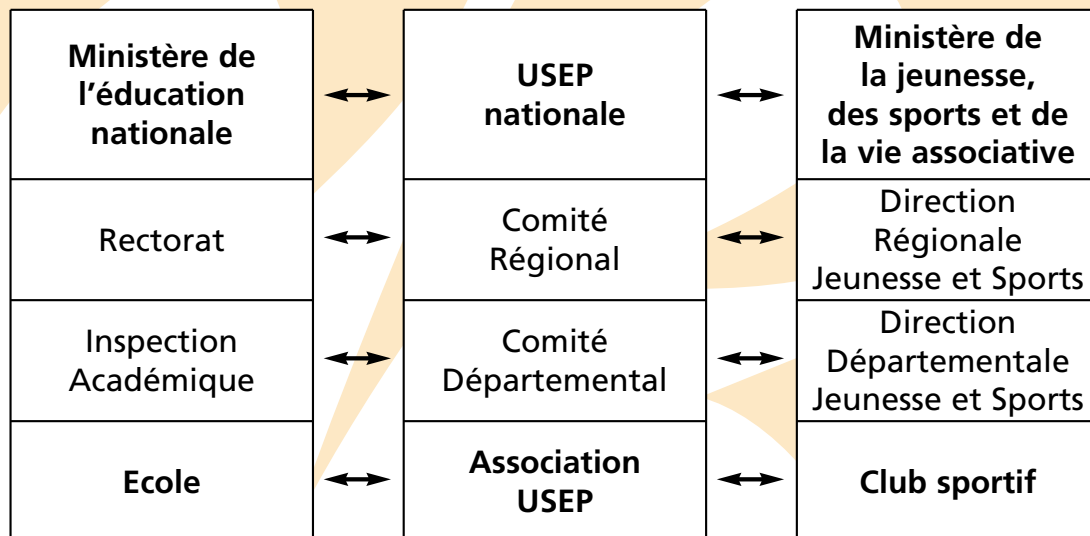 Ministère de
l'éducation
nationale
USEP
nationale
Ministère de
la jeunesse,
des sports et de
la vie associative
Rectorat
Comité
Régional
Direction
Régionale
Jeunesse et Sports
Inspection
Académique
Comité
Départemental
Direction
Départementale
Jeunesse et Sports
Ecole
Association
USEP
Club sportif